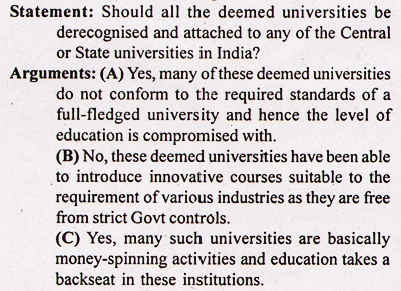 Statement: Should all the deemed universities be
derecognised and attached to any of the Central
or State universities in India?
Arguments: (A) Yes, many of these deemed universities
do not conform to the required standards of a
full-fledged university and hence the level of
education is compromised with.
(B) No, these deemed universities have been able
to introduce innovative courses suitable to the
requirement of various industries as they are free
from strict Govt controls.
(C) Yes, many such universities are basically
money-spinning activities and education takes a
backseat in these institutions.